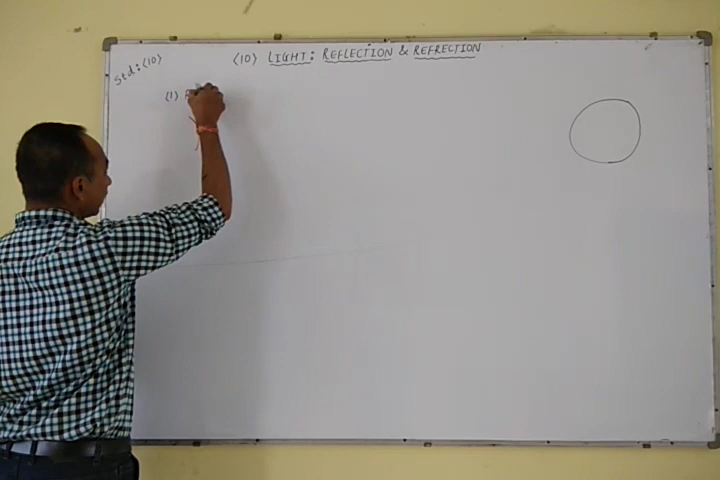 Std:(10)
(10) LIGHT: REFLECTION & REFRECTION
(1)